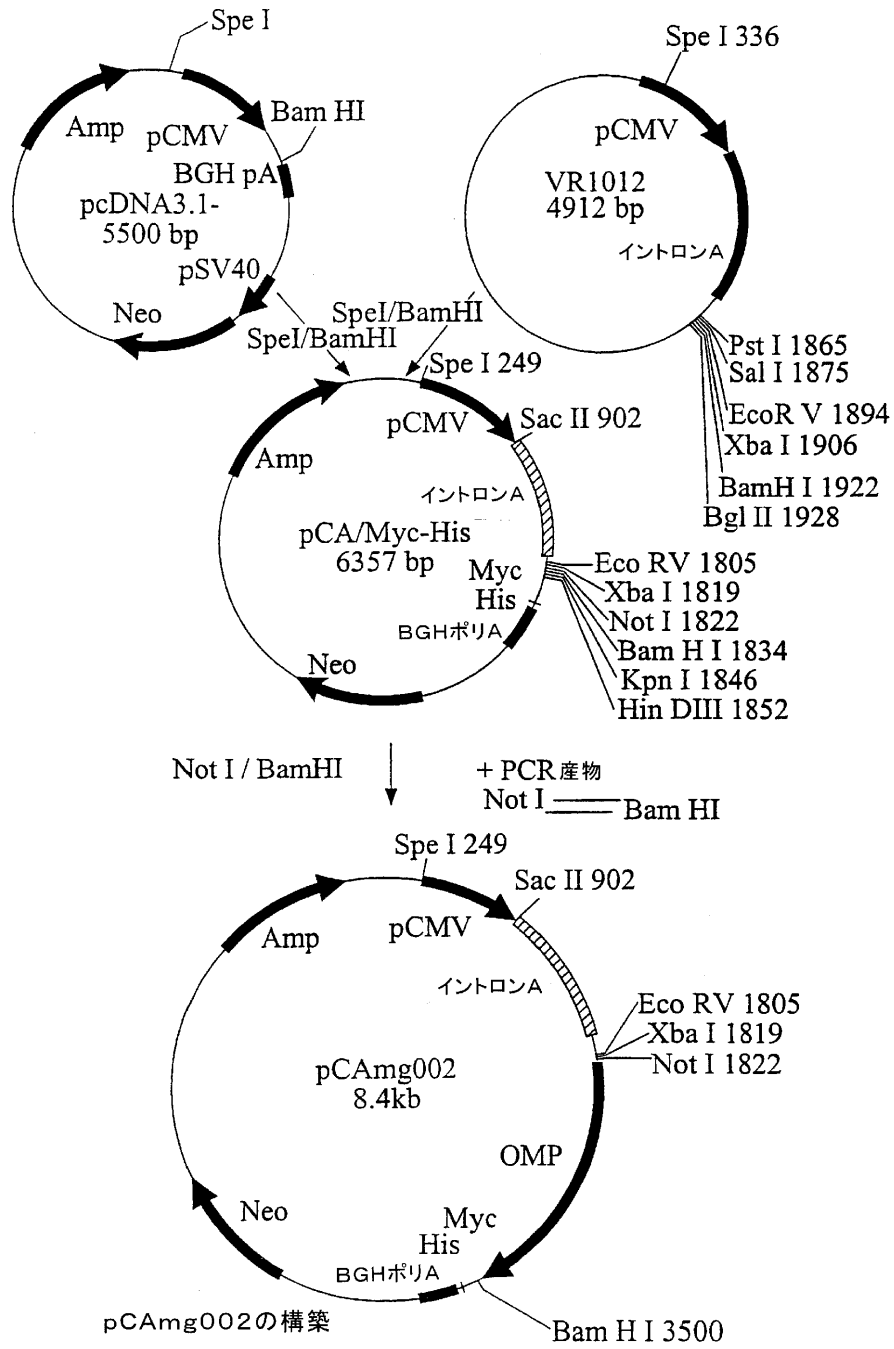 Spe I
Amp
pCMV
Bam HI
BGH pA
pcDNA3.1-
5500 bp
pSV40
Neo
SpeI/BamHI
Spe I 336
pCMV
VR1012
4912 bp
イントロンA
SpeI/BamHI
Pst I 1865
Sal I 1875
EcoR V 1894
Xba I 1906
BamH I 1922
Bgl II 1928
Spe I 249
pCMV
Sac II 902
Amp
イントロンA
pCA/Myc-His
6357 bp
Myc
His
BGHポリA
Neo
Eco RV 1805
Xba I 1819
Not I 1822
Bam H I 1834
Kpn I 1846
Hin DIII 1852
Not I / BamHI
+ PCR産物
Not I
Bam HI
Spe I 249
Sac II 902
Amp
pCMV
イントロンA
Eco RV 1805
Xba I 1819
Not I 1822
pCAmg002
8.4kb
OMP
Neo
Myc
His
BGHポリA
Bam H I 3500
pCAmg002の構築